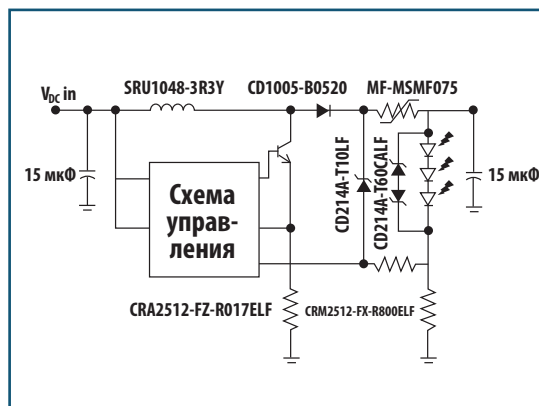 SRU1048-3R3Y
CD1005-B0520
MF-MSMF075
VDC in
15 мкФ
Схема
управ-
ления
CD214A-T10LF
CD214A-T60CALF
15 мкФ
CRA2512-FZ-R017ELF
CRM2512-FX-R800ELF